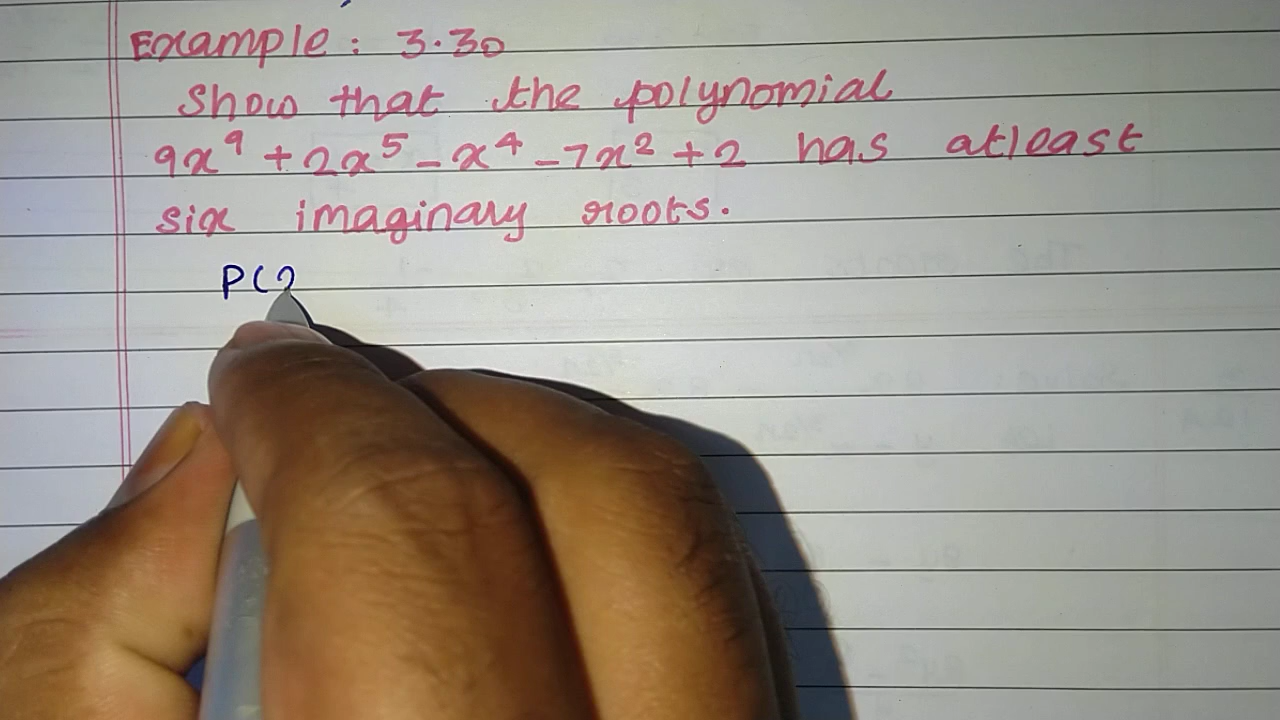 Example: 3.30
Show that the polynomial
9x⁹ + 2x⁵ - x⁴ - 7x² + 2 has atleast
six imaginary roots.
P(